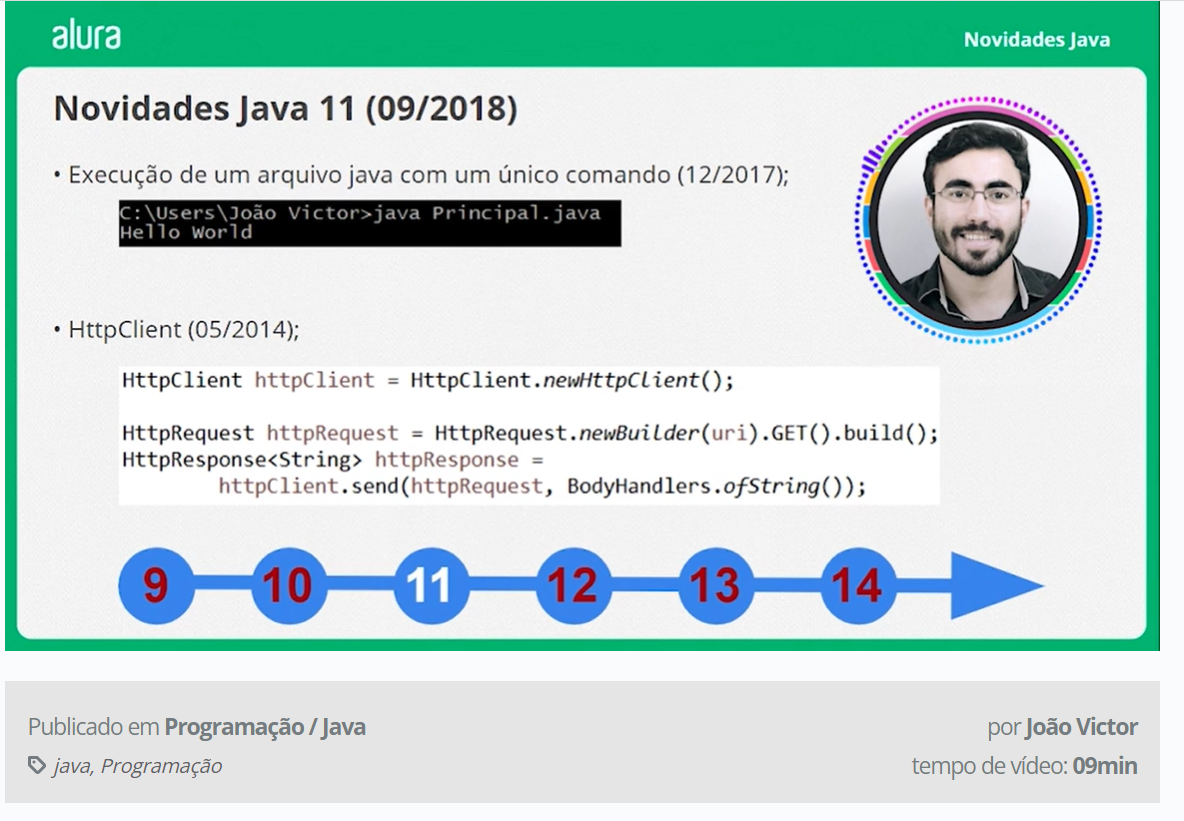 alura
Novidades Java
Novidades Java 11 (09/2018)
• Execução de um arquivo java com um único comando (12/2017);
C:\Users\João Victor>java Principal.java
Hello World
• HttpClient (05/2014);
HttpClient httpClient = HttpClient.newHttpClient();
HttpRequest httpRequest = HttpRequest.newBuilder(uri).GET().build();
HttpResponse<String> httpResponse =
httpClient.send(httpRequest, BodyHandlers.ofString());
9 10 11 12 13 14
Publicado em Programação / Java
por João Victor
java, Programação
tempo de vídeo: 09min